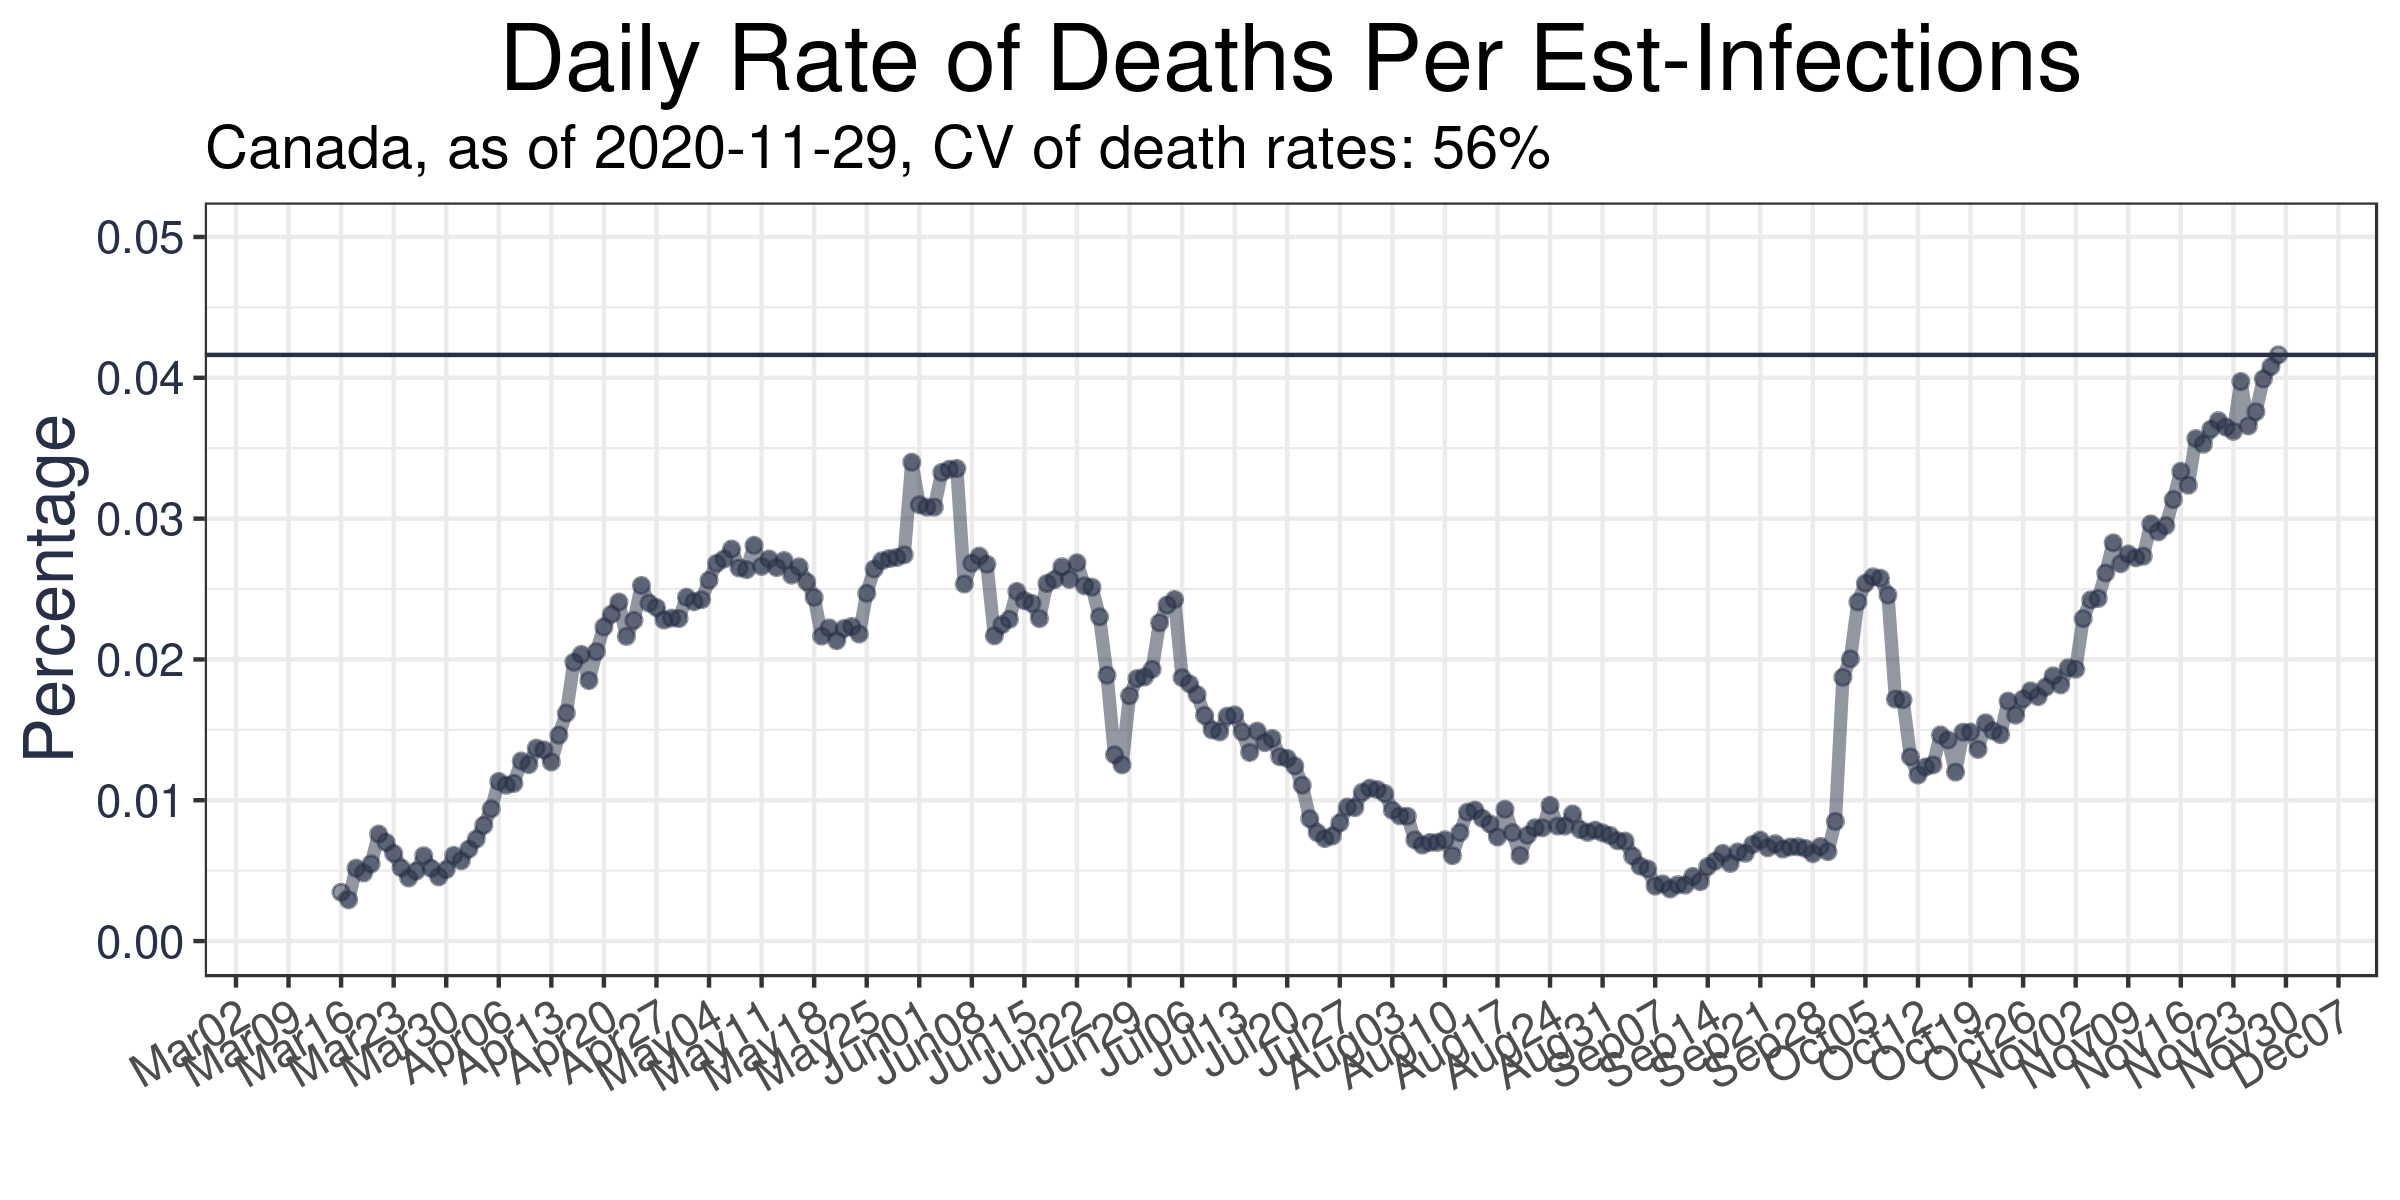 Daily Rate of Deaths Per Est-Infections
Canada, as of 2020-11-29, CV of death rates: 56%
Percentage
0.05
0.04
0.03
0.02
0.01
0.00
Mar02
Mar09
Mar16
Mar23
Mar30
Apr06
Apr13
Apr20
Apr27
May04
May11
May18
May25
Jun01
Jun08
Jun15
Jun22
Jun29
Jul06
Jul13
Jul20
Jul27
Aug03
Aug10
Aug17
Aug24
Aug31
Sep07
Sep14
Sep21
Sep28
Oct05
Oct12
Oct19
Oct26
Nov02
Nov09
Nov16
Nov23
Nov30
Dec07